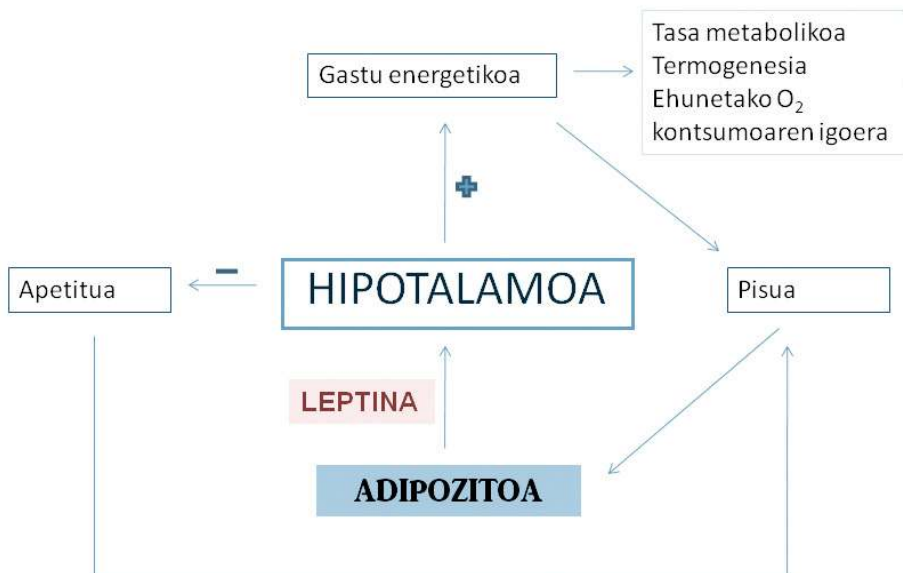 Tasa metabolikoa
Termogenesia
Ehunetako O₂
kontsumoaren igoera
Gastu energetikoa
+
Apetitua
−
HIPOTALAMOA
Pisua
LEPTINA
ADIPOZITOA